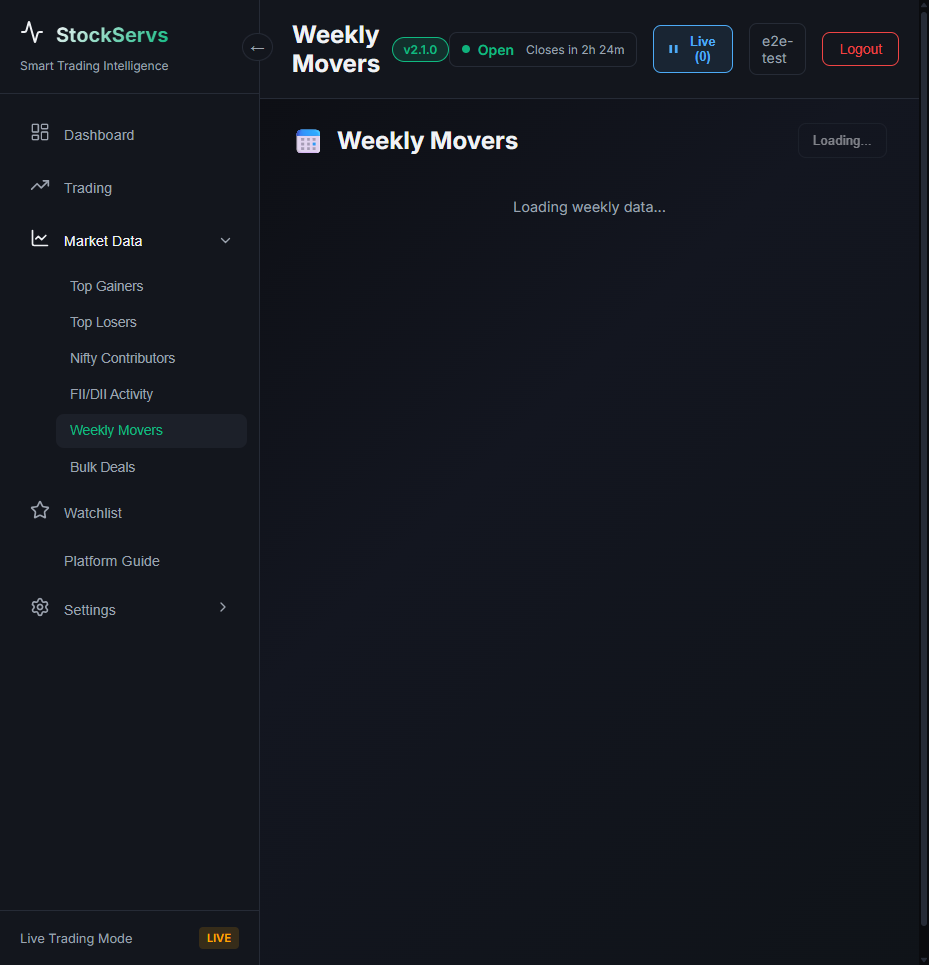 StockServs
Smart Trading Intelligence
←
Dashboard
Trading
Market Data
Top Gainers
Top Losers
Nifty Contributors
FII/DII Activity
Weekly Movers
Bulk Deals
Watchlist
Platform Guide
Settings
Live Trading Mode
LIVE
Weekly
Movers
v2.1.0
Open
Closes in 2h 24m
Live
(0)
e2e-
test
Logout
Weekly Movers
Loading...
Loading weekly data...